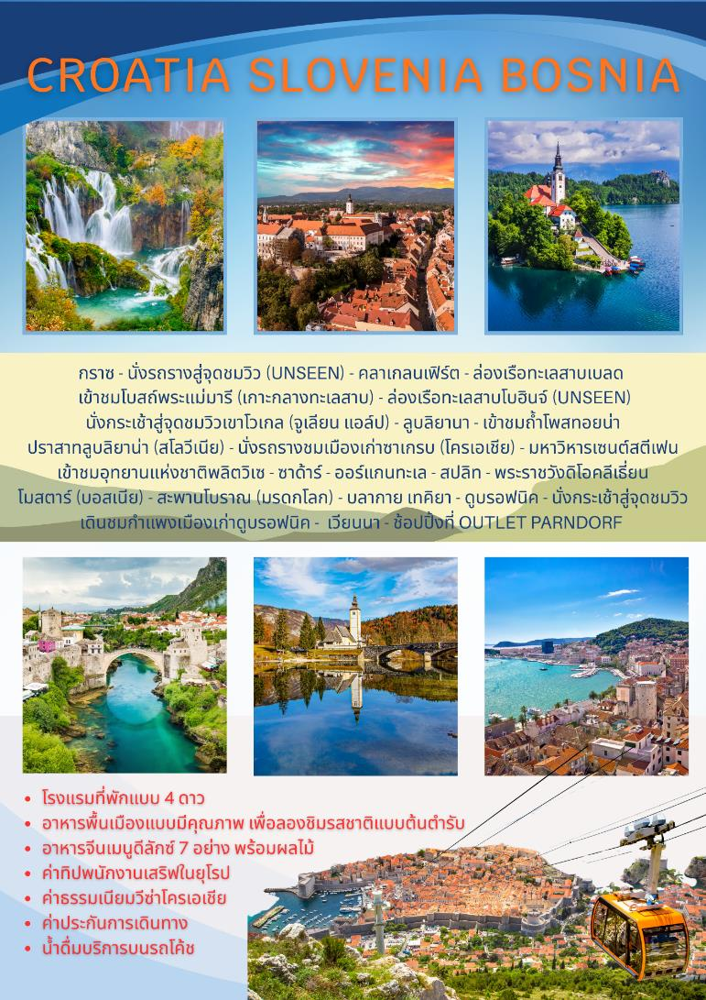 CROATIA SLOVENIA BOSNIA
กราซ - นั่งรถรางสู่จุดชมวิว (UNSEEN) - คลาเกลนเฟิร์ต - ล่องเรือทะเลสาบเบลด
เข้าชมโบสถ์พระแม่มารี (เกาะกลางทะเลสาบ) - ล่องเรือทะเลสาบโบฮินจ์ (UNSEEN)
นั่งกระเช้าสู่จุดชมวิวเขาโวเกล (จูเลียน แอล์ป) - ลูบลิยานา - เข้าชมถ้ำโพสทอยน่า
ปราสาทลูบลิยาน่า (สโลวีเนีย) - นั่งรถรางชมเมืองเก่าซาเกรบ (โครเอเชีย) - มหาวิหารเซนต์สตีเฟน
เข้าชมอุทยานแห่งชาติพลิตวิเซ - ซาด้าร์ - ออร์แกนทะเล - สปลิท - พระราชวังดิโอคลีเธี่ยน
โมสตาร์ (บอสเนีย) - สะพานโบราณ (มรดกโลก) - บลากาย เทคิยา - ดูบรอฟนิค - นั่งกระเช้าสู่จุดชมวิว
เดินชมกำแพงเมืองเก่าดูบรอฟนิค - เวียนนา - ช้อปปิ้งที่ OUTLET PARNDORF
• โรงแรมที่พักแบบ 4 ดาว
• อาหารพื้นเมืองแบบมีคุณภาพ เพื่อลองชิมรสชาติแบบต้นตำรับ
• อาหารจีนเมนูดีลักซ์ 7 อย่าง พร้อมผลไม้
• ค่าทิปพนักงานเสริฟในยุโรป
• ค่าธรรมเนียมวีซ่าโครเอเชีย
• ค่าประกันการเดินทาง
• น้ำดื่มบริการบนรถโค้ช